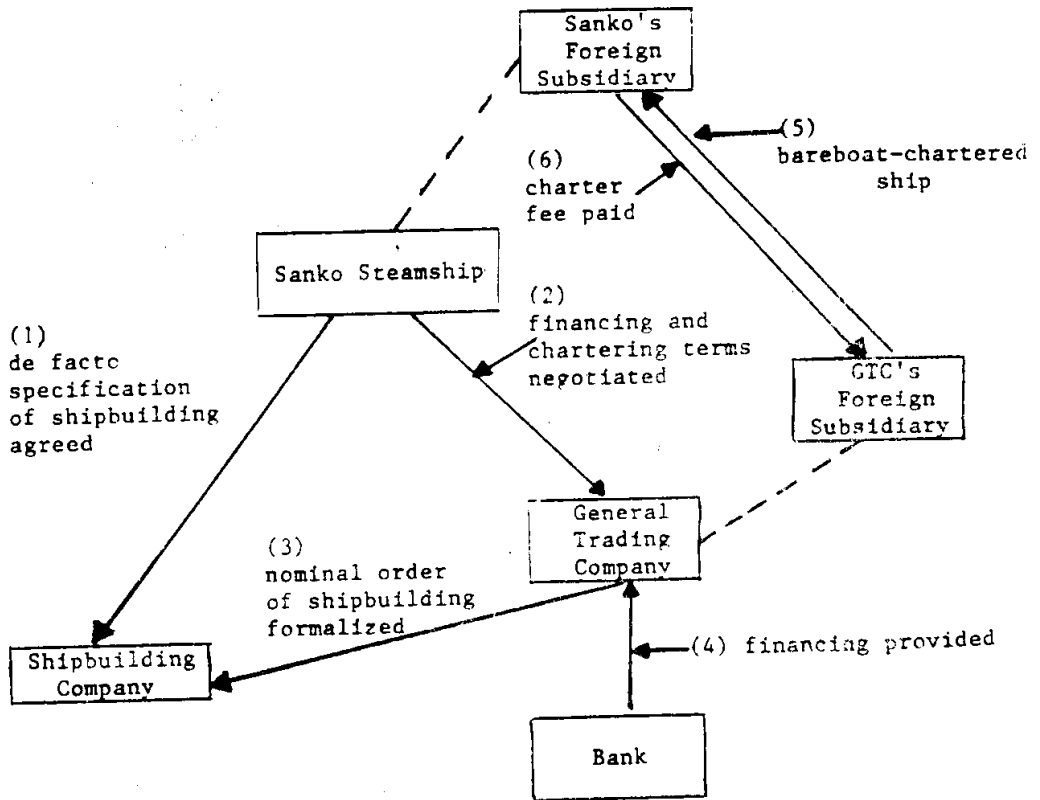 Sanko's
Foreign
Subsidiary
(5)
bareboat-chartered
ship
(6)
charter
fee paid
Sanko Steamship
(2)
financing and
chartering terms
negotiated
(1)
de facto
specification
of shipbuilding
agreed
GTC's
Foreign
Subsidiary
General
Trading
Company
(3)
nominal order
of shipbuilding
formalized
(4) financing provided
Shipbuilding
Company
Bank